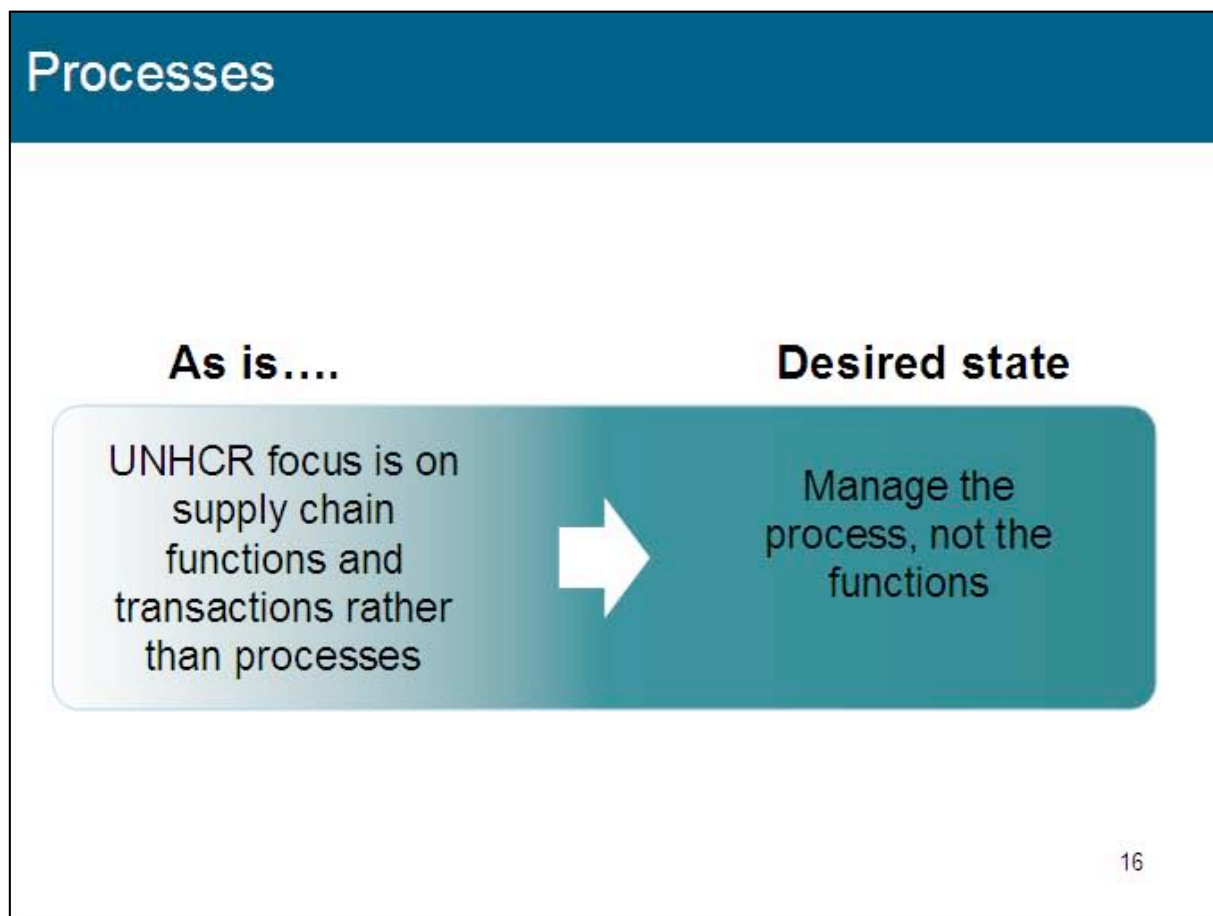 Processes
As is....
Desired state
UNHCR focus is on
supply chain
functions and
transactions rather
than processes
Manage the
process, not the
functions
16